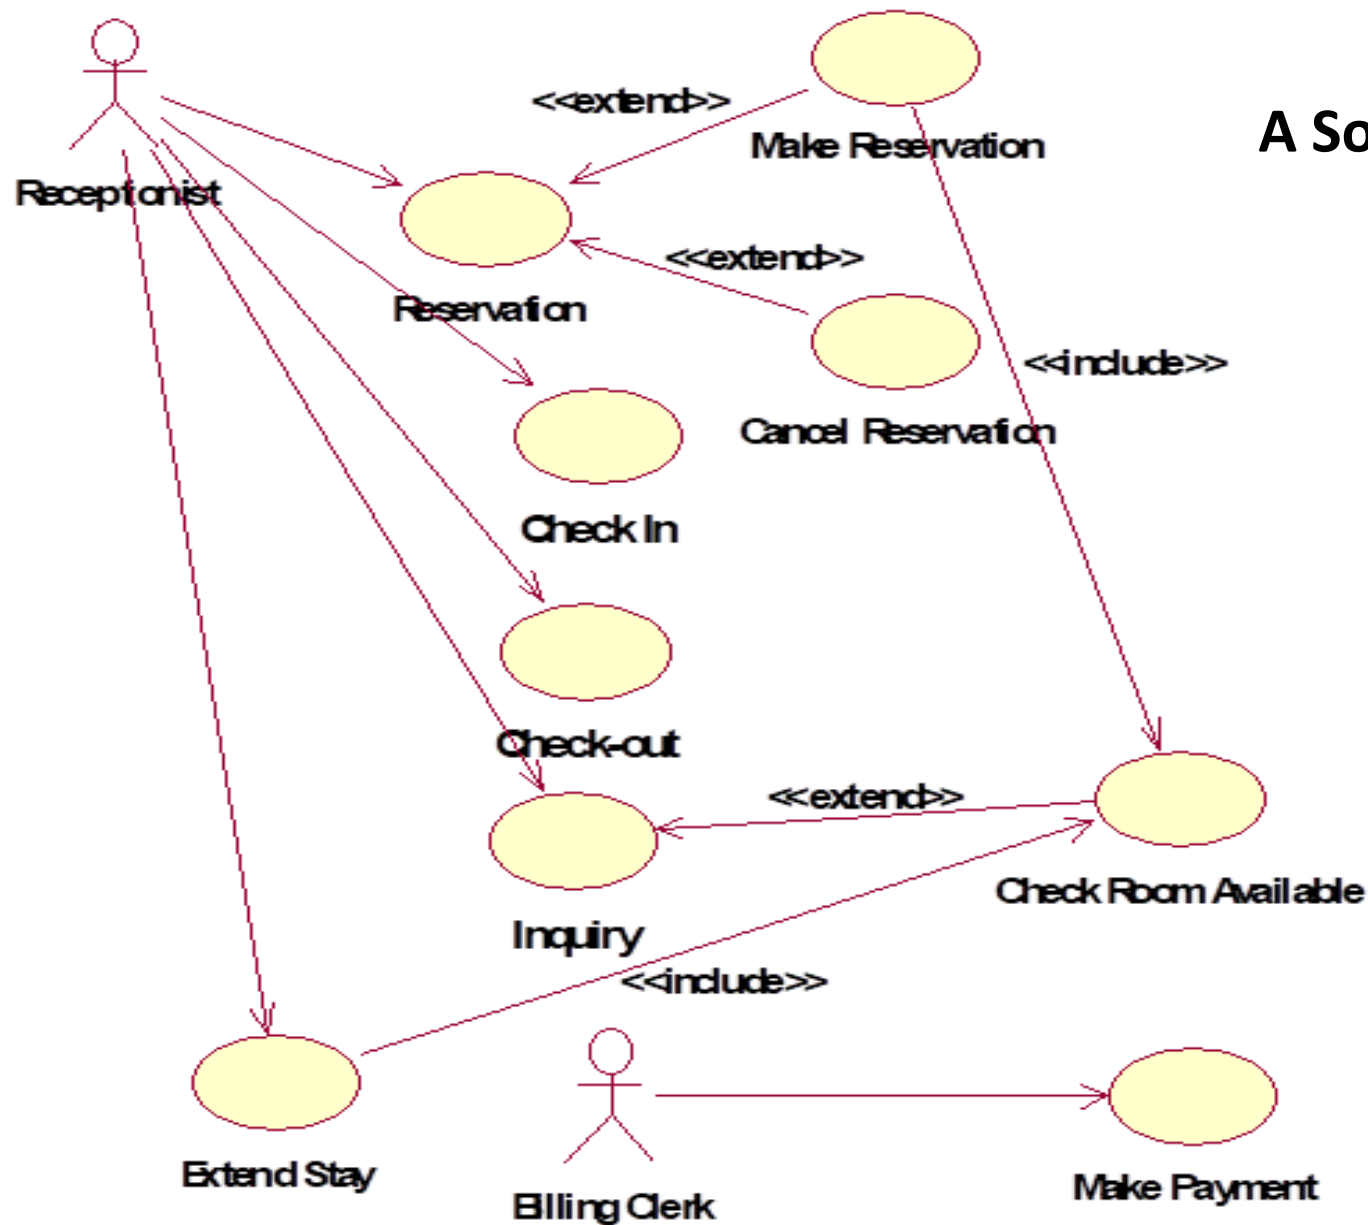 <<extend>>
Make Reservation
A So
Receptionist
<<extend>>
Reservation
<<include>>
Cancel Reservation
Check In
Check-out
<<extend>>
Check Room Available
Inquiry
<<include>>
Extend Stay
Billing Clerk
Make Payment